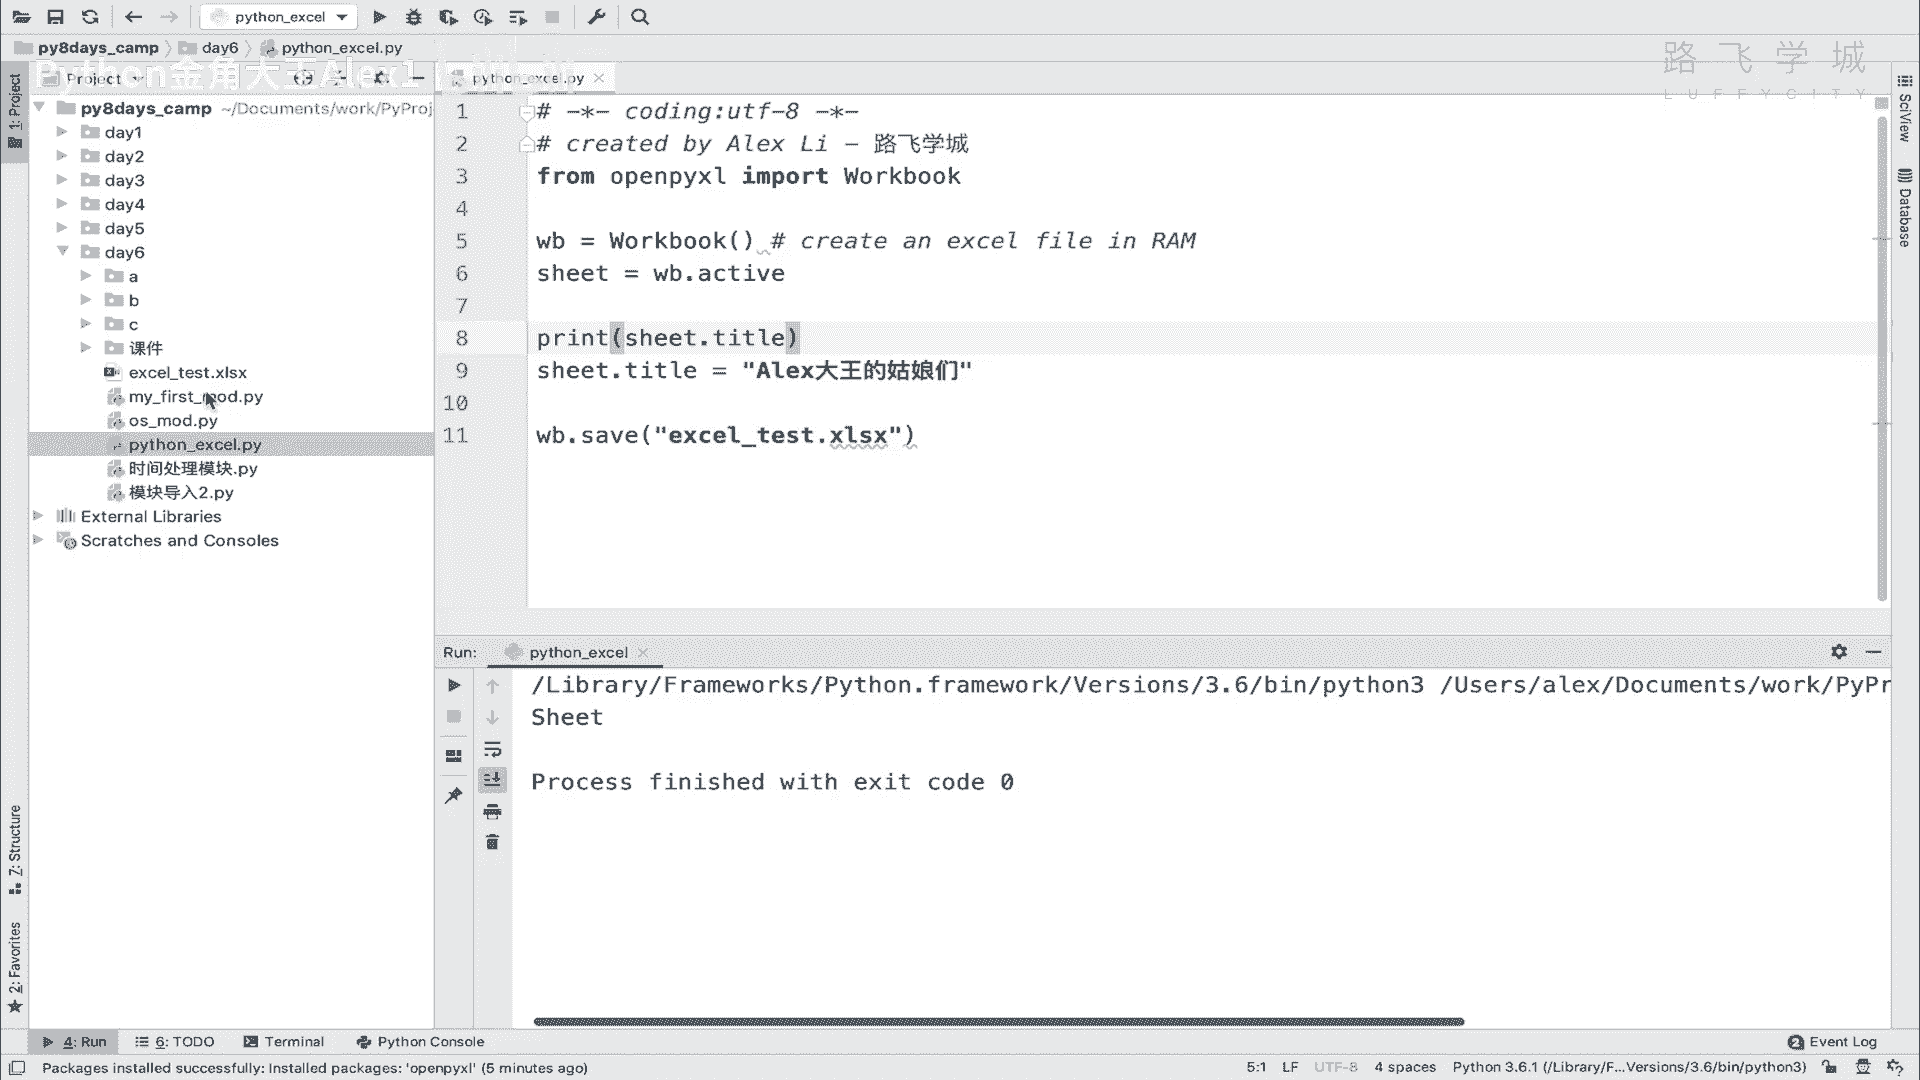 python_excel
py8days_camp
day6
python_excel.py
路飞学城
LUFFYCITY
Python金角大王Alex1
Project
python_excel.py
1: Project
py8days_camp ~/Documents/work/PyProj
day1
day2
day3
day4
day5
day6
a
b
c
课件
excel_test.xlsx
my_first_mod.py
os_mod.py
python_excel.py
时间处理模块.py
模块导入2.py
External Libraries
Scratches and Consoles
1 # -*- coding:utf-8 -*-
2 # created by Alex Li - 路飞学城
3 from openpyxl import Workbook
4
5 wb = Workbook() # create an excel file in RAM
6 sheet = wb.active
7
8 print(sheet.title)
9 sheet.title = "Alex大王的姑娘们"
10
11 wb.save("excel_test.xlsx")
SciView
Database
Run: python_excel
/Library/Frameworks/Python.framework/Versions/3.6/bin/python3 /Users/alex/Documents/work/PyPr
Sheet
Process finished with exit code 0
7: Structure
2: Favorites
4: Run
6: TODO
Terminal
Python Console
2 Event Log
Packages installed successfully: Installed packages: 'openpyxl' (5 minutes ago)
5:1 LF UTF-8 4 spaces Python 3.6.1 (/Library/F...Versions/3.6/bin/python3)